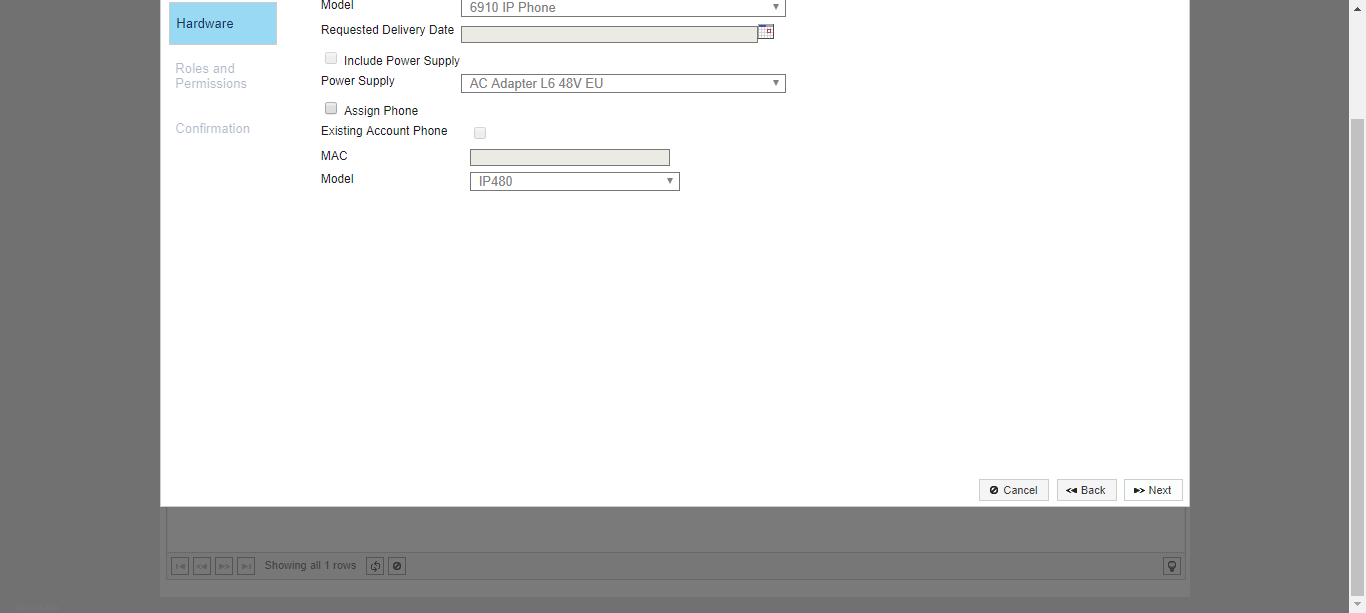 Model
6910 IP Phone
Hardware
Requested Delivery Date
Include Power Supply
Roles and
Permissions
Power Supply
AC Adapter L6 48V EU
Assign Phone
Confirmation
Existing Account Phone
MAC
Model
IP480
Cancel
Back
Next
Showing all 1 rows